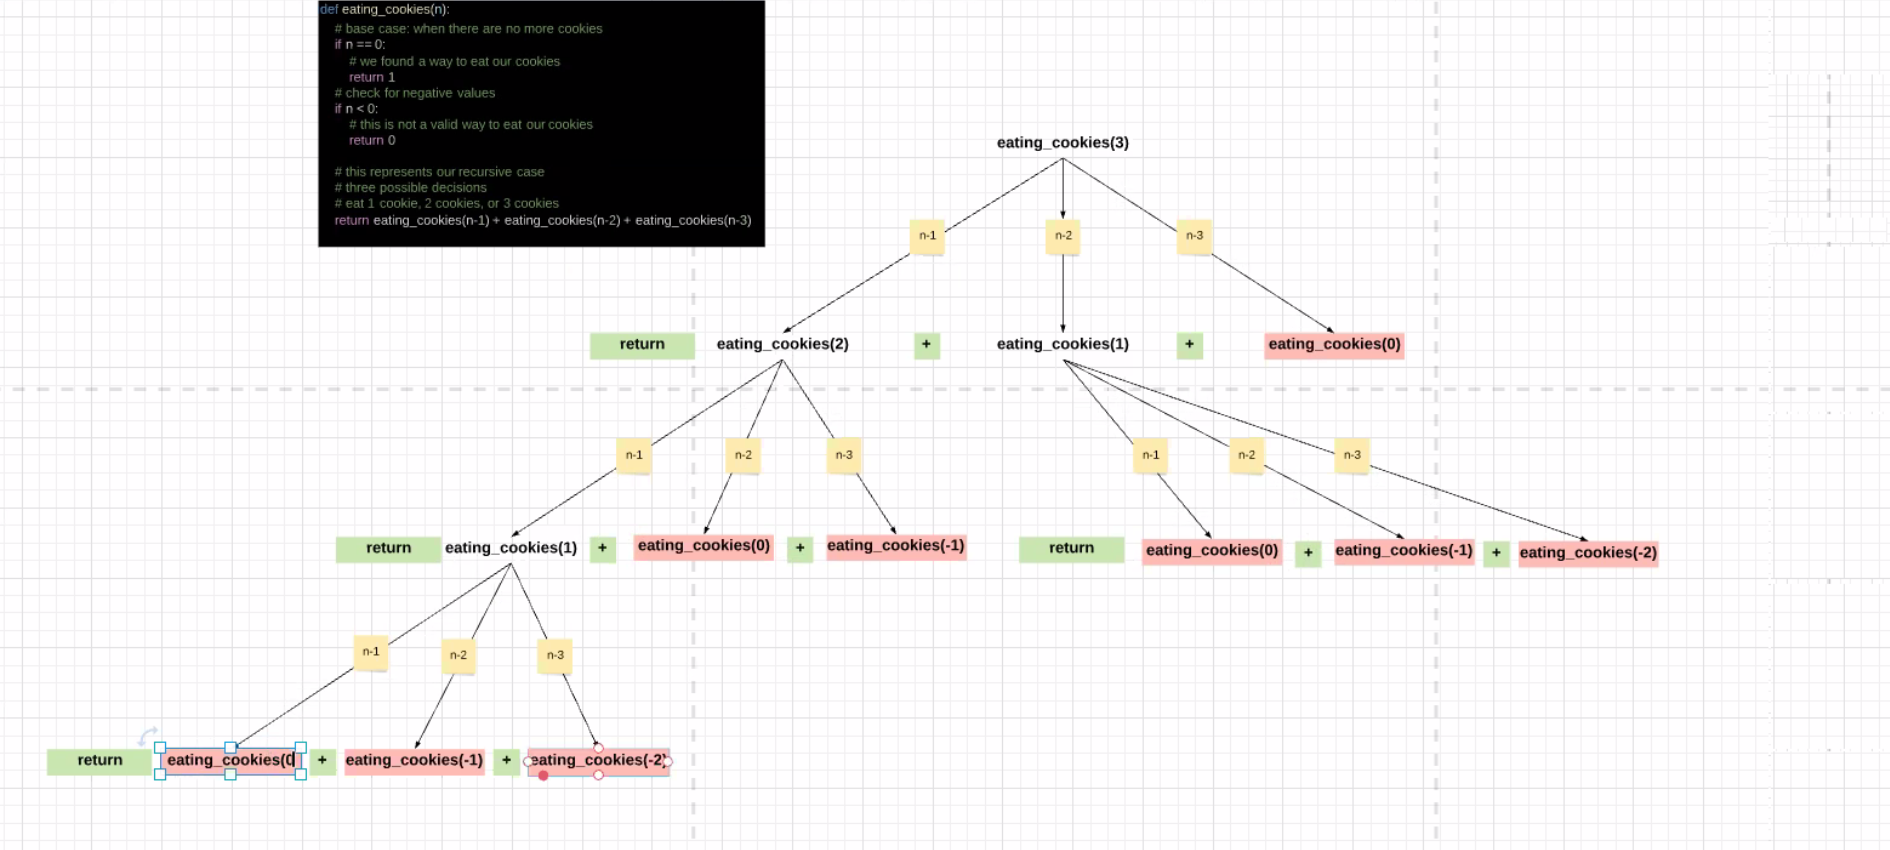 def eating_cookies(n):
# base case: when there are no more cookies
if n == 0:
# we found a way to eat our cookies
return 1
# check for negative values
if n < 0:
# this is not a valid way to eat our cookies
return 0
# this represents our recursive case
# three possible decisions
# eat 1 cookie, 2 cookies, or 3 cookies
return eating_cookies(n-1) + eating_cookies(n-2) + eating_cookies(n-3)
eating_cookies(3)
n-1 n-2 n-3
return eating_cookies(2) + eating_cookies(1) + eating_cookies(0)
n-1 n-2 n-3 n-1 n-2 n-3
return eating_cookies(1) + eating_cookies(0) + eating_cookies(-1) return eating_cookies(0) + eating_cookies(-1) + eating_cookies(-2)
n-1 n-2 n-3
return eating_cookies(0 + eating_cookies(-1) + eating_cookies(-2)